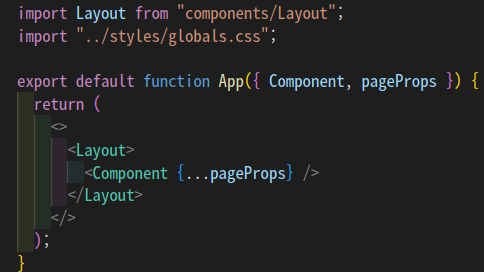 import Layout from "components/Layout";
import "../styles/globals.css";
export default function App({ Component, pageProps }) {
return (
<>
<Layout>
<Component {...pageProps} />
</Layout>
</>
);
}